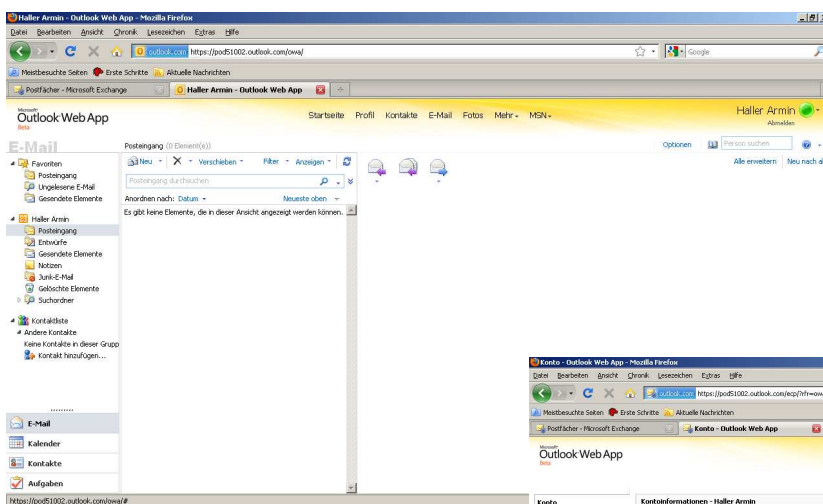 Haller Armin - Outlook Web App - Mozilla Firefox
Datei Bearbeiten Ansicht Chronik Lesezeichen Extras Hilfe
outlook.com https://pod51002.outlook.com/owa/
Google
Meistbesuchte Seiten Erste Schritte Aktuelle Nachrichten
Postfächer - Microsoft Exchange Haller Armin - Outlook Web App
Microsoft
Outlook Web App
Beta
Startseite Profil Kontakte E-Mail Fotos Mehr MSN
Haller Armin
Abmelden
E-Mail
Posteingang (0 Element(e))
Optionen Person suchen
Favoriten
Posteingang
Ungelesene E-Mail
Gesendete Elemente
Haller Armin
Posteingang
Entwürfe
Gesendete Elemente
Notizen
Junk-E-Mail
Gelöschte Elemente
Suchordner
Kontaktliste
Andere Kontakte
Keine Kontakte in dieser Grupp
Kontakt hinzufügen...
E-Mail
Kalender
Kontakte
Aufgaben
Neu Verschieben Filter Anzeigen
Posteingang durchsuchen
Anordnen nach: Datum Neueste oben
Es gibt keine Elemente, die in dieser Ansicht angezeigt werden können.
Alle erweitern Neu nach al
https://pod51002.outlook.com/owa/#
Konto - Outlook Web App - Mozilla Firefox
Datei Bearbeiten Ansicht Chronik Lesezeichen Extras Hilfe
outlook.com https://pod51002.outlook.com/ecp/?rfr=ow
Meistbesuchte Seiten Erste Schritte Aktuelle Nachrichten
Postfächer - Microsoft Exchange Konto - Outlook Web App
Microsoft
Outlook Web App
Beta
Konto Kontoinformationen - Haller Armin